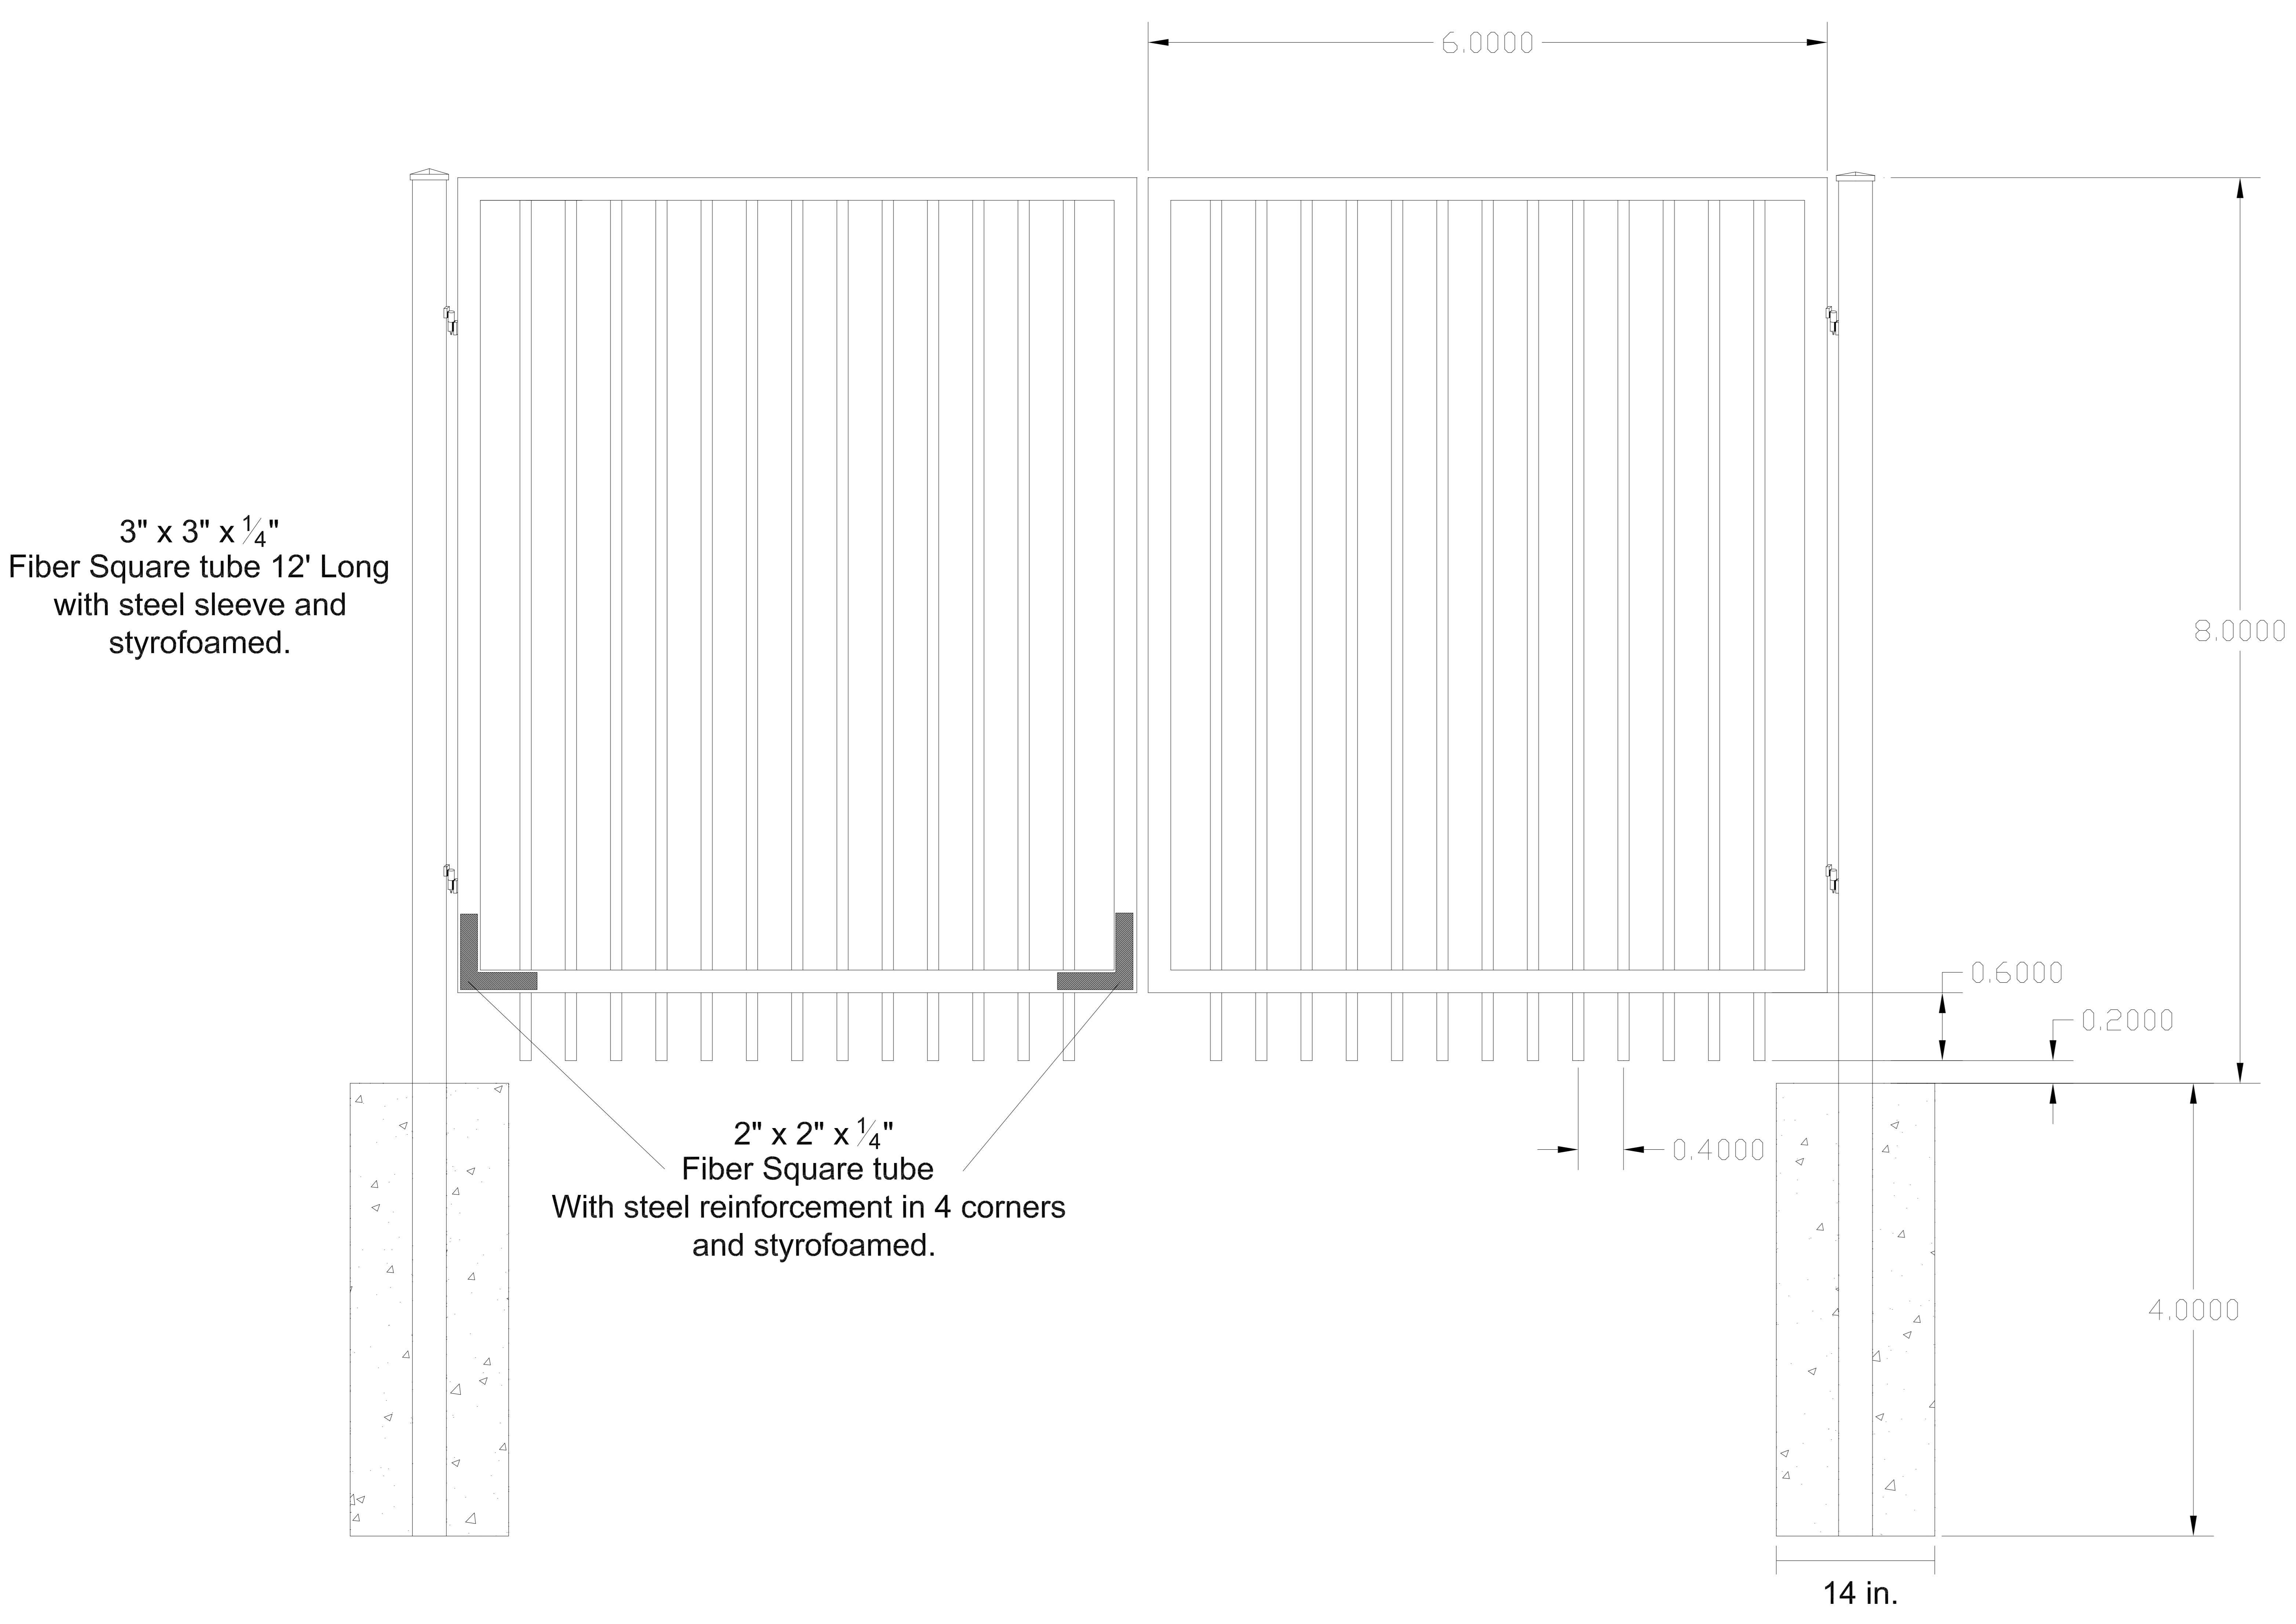 6.0000
3" x 3" x 1/4"
Fiber Square tube 12' Long
with steel sleeve and
styrofoamed.
8.0000
0.6000
0.2000
0.4000
2" x 2" x 1/4"
Fiber Square tube
With steel reinforcement in 4 corners
and styrofoamed.
4.0000
14 in.